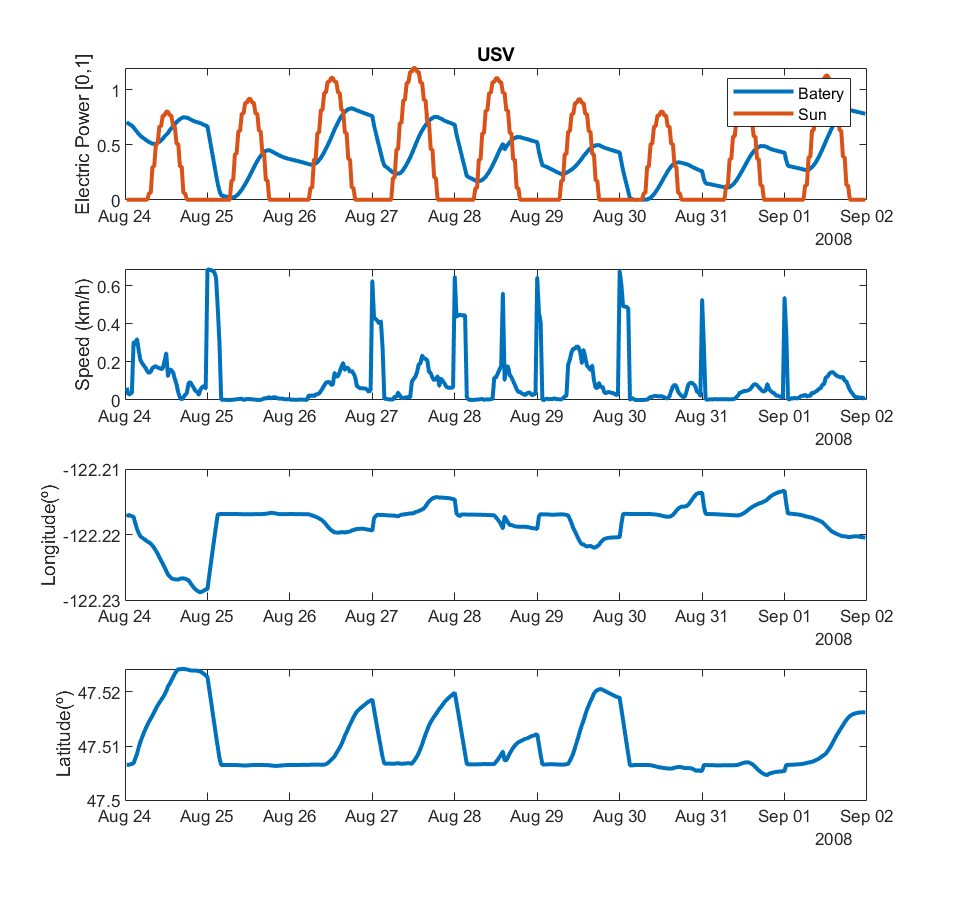 USV
Electric Power [0,1]
1
0.5
0
Batery
Sun
Aug 24 Aug 25 Aug 26 Aug 27 Aug 28 Aug 29 Aug 30 Aug 31 Sep 01 Sep 02
2008
Speed (km/h)
0.6
0.4
0.2
0
Aug 24 Aug 25 Aug 26 Aug 27 Aug 28 Aug 29 Aug 30 Aug 31 Sep 01 Sep 02
2008
Longitude(º)
-122.21
-122.22
-122.23
Aug 24 Aug 25 Aug 26 Aug 27 Aug 28 Aug 29 Aug 30 Aug 31 Sep 01 Sep 02
2008
Latitude(º)
47.52
47.51
47.5
Aug 24 Aug 25 Aug 26 Aug 27 Aug 28 Aug 29 Aug 30 Aug 31 Sep 01 Sep 02
2008